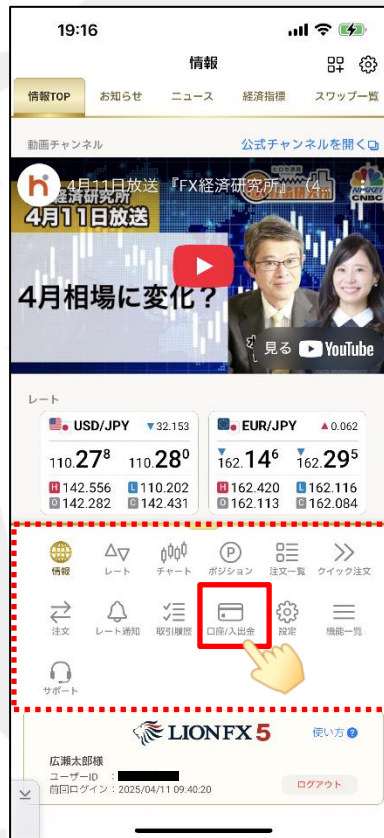 19:16
情報
情報TOP お知らせ ニュース 経済指標 スワップ一覧
動画チャンネル 公式チャンネルを開く
4月11日放送 『FX経済研究所』 (4...
経済研究所
4月11日放送
NIKKEI
CNBC
4月相場に変化?
見る YouTube
レート
USD/JPY ▼32.153 EUR/JPY ▲0.062
110.278 110.280 162.146 162.295
H 142.556 L 110.202 H 162.420 L 162.116
O 142.282 C 142.431 O 162.113 C 162.084
情報 レート チャート ポジション 注文一覧 クイック注文
注文 レート通知 取引履歴 口座/入出金 設定 機能一覧
サポート
LION FX 5 使い方
広瀬太郎様
ユーザーID :
前回ログイン : 2025/04/11 09:40:20
ログアウト